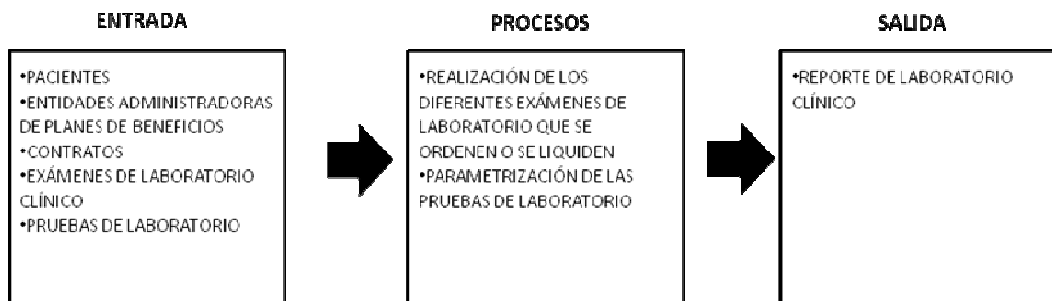 ENTRADA
•PACIENTES
•ENTIDADES ADMINISTRADORAS
DE PLANES DE BENEFICIOS
•CONTRATOS
•EXÁMENES DE LABORATORIO
CLÍNICO
•PRUEBAS DE LABORATORIO
PROCESOS
•REALIZACIÓN DE LOS
DIFERENTES EXÁMENES DE
LABORATORIO QUE SE
ORDENEN O SE LIQUIDEN
•PARAMETRIZACIÓN DE LAS
PRUEBAS DE LABORATORIO
SALIDA
•REPORTE DE LABORATORIO
CLÍNICO